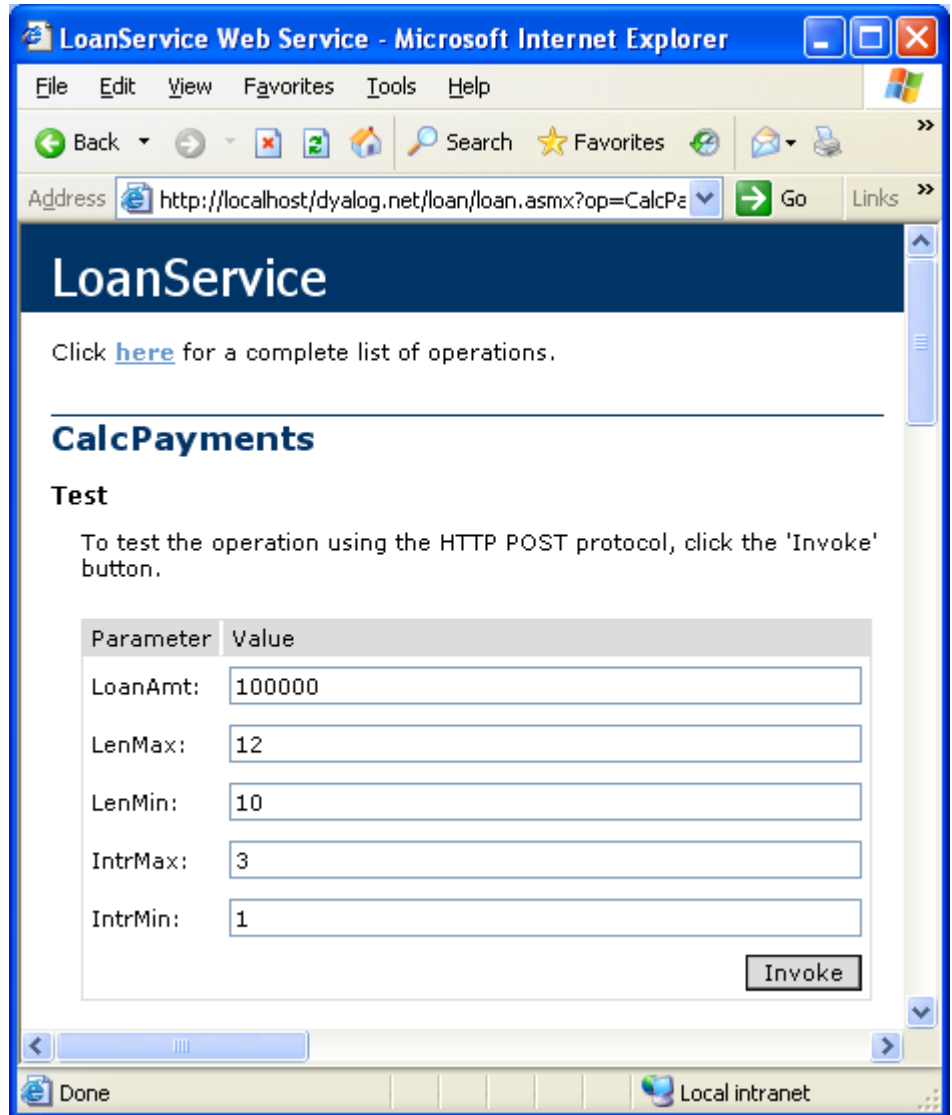 LoanService Web Service - Microsoft Internet Explorer
File Edit View Favorites Tools Help
Back Search Favorites »
Address http://localhost/dyalog.net/loan/loan.asmx?op=CalcPa Go Links »
LoanService
Click here for a complete list of operations.
CalcPayments
Test
To test the operation using the HTTP POST protocol, click the 'Invoke'
button.
Parameter Value
LoanAmt: 100000
LenMax: 12
LenMin: 10
IntrMax: 3
IntrMin: 1
Invoke
Done Local intranet